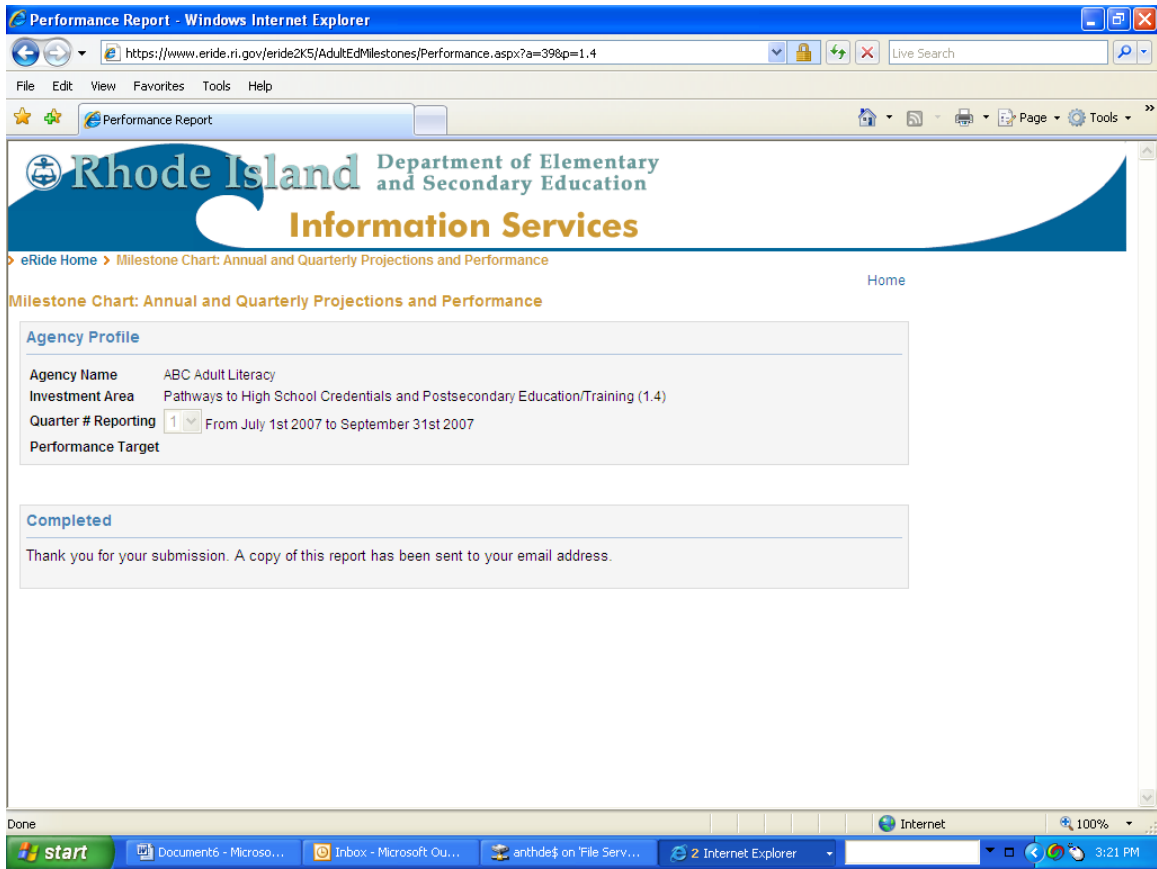 Performance Report - Windows Internet Explorer
https://www.eride.ri.gov/eride2K5/AdultEdMilestones/Performance.aspx?a=39&p=1.4
Live Search
File Edit View Favorites Tools Help
Performance Report
Page Tools »
Rhode Island Department of Elementary
and Secondary Education
Information Services
> eRide Home > Milestone Chart: Annual and Quarterly Projections and Performance
Home
Milestone Chart: Annual and Quarterly Projections and Performance
Agency Profile
Agency Name ABC Adult Literacy
Investment Area Pathways to High School Credentials and Postsecondary Education/Training (1.4)
Quarter # Reporting 1 From July 1st 2007 to September 31st 2007
Performance Target
Completed
Thank you for your submission. A copy of this report has been sent to your email address.
Done Internet 100%
start Document6 - Microso... Inbox - Microsoft Ou... anthde$ on 'File Serv... 2 Internet Explorer 3:21 PM